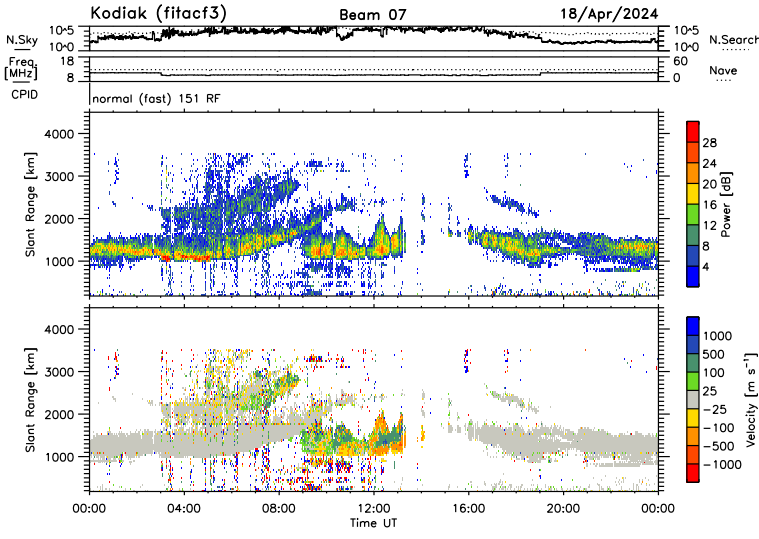 Kodiak (fitacf3) Beam 07 18/Apr/2024
N.Sky 10^5 10^0 10^5 10^0 N.Search
Freq. [MHz] 18 8 60 0 Nave
CPID normal (fast) 151 RF
Slant Range [km] 4000 3000 2000 1000
Power [dB] 28 24 20 16 12 8 4
Slant Range [km] 4000 3000 2000 1000
Velocity [m s⁻¹] 1000 500 100 25 −25 −100 −500 −1000
00:00 04:00 08:00 12:00 16:00 20:00 00:00
Time UT